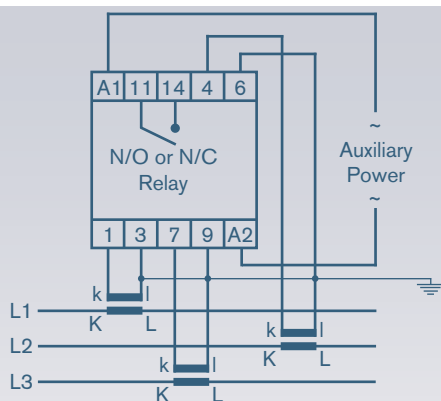 A1 11 14 4 6
N/O or N/C
Relay
~
Auxiliary
Power
~
1 3 7 9 A2
k l
L1
K L
k l
L2
K L
k l
L3
K L